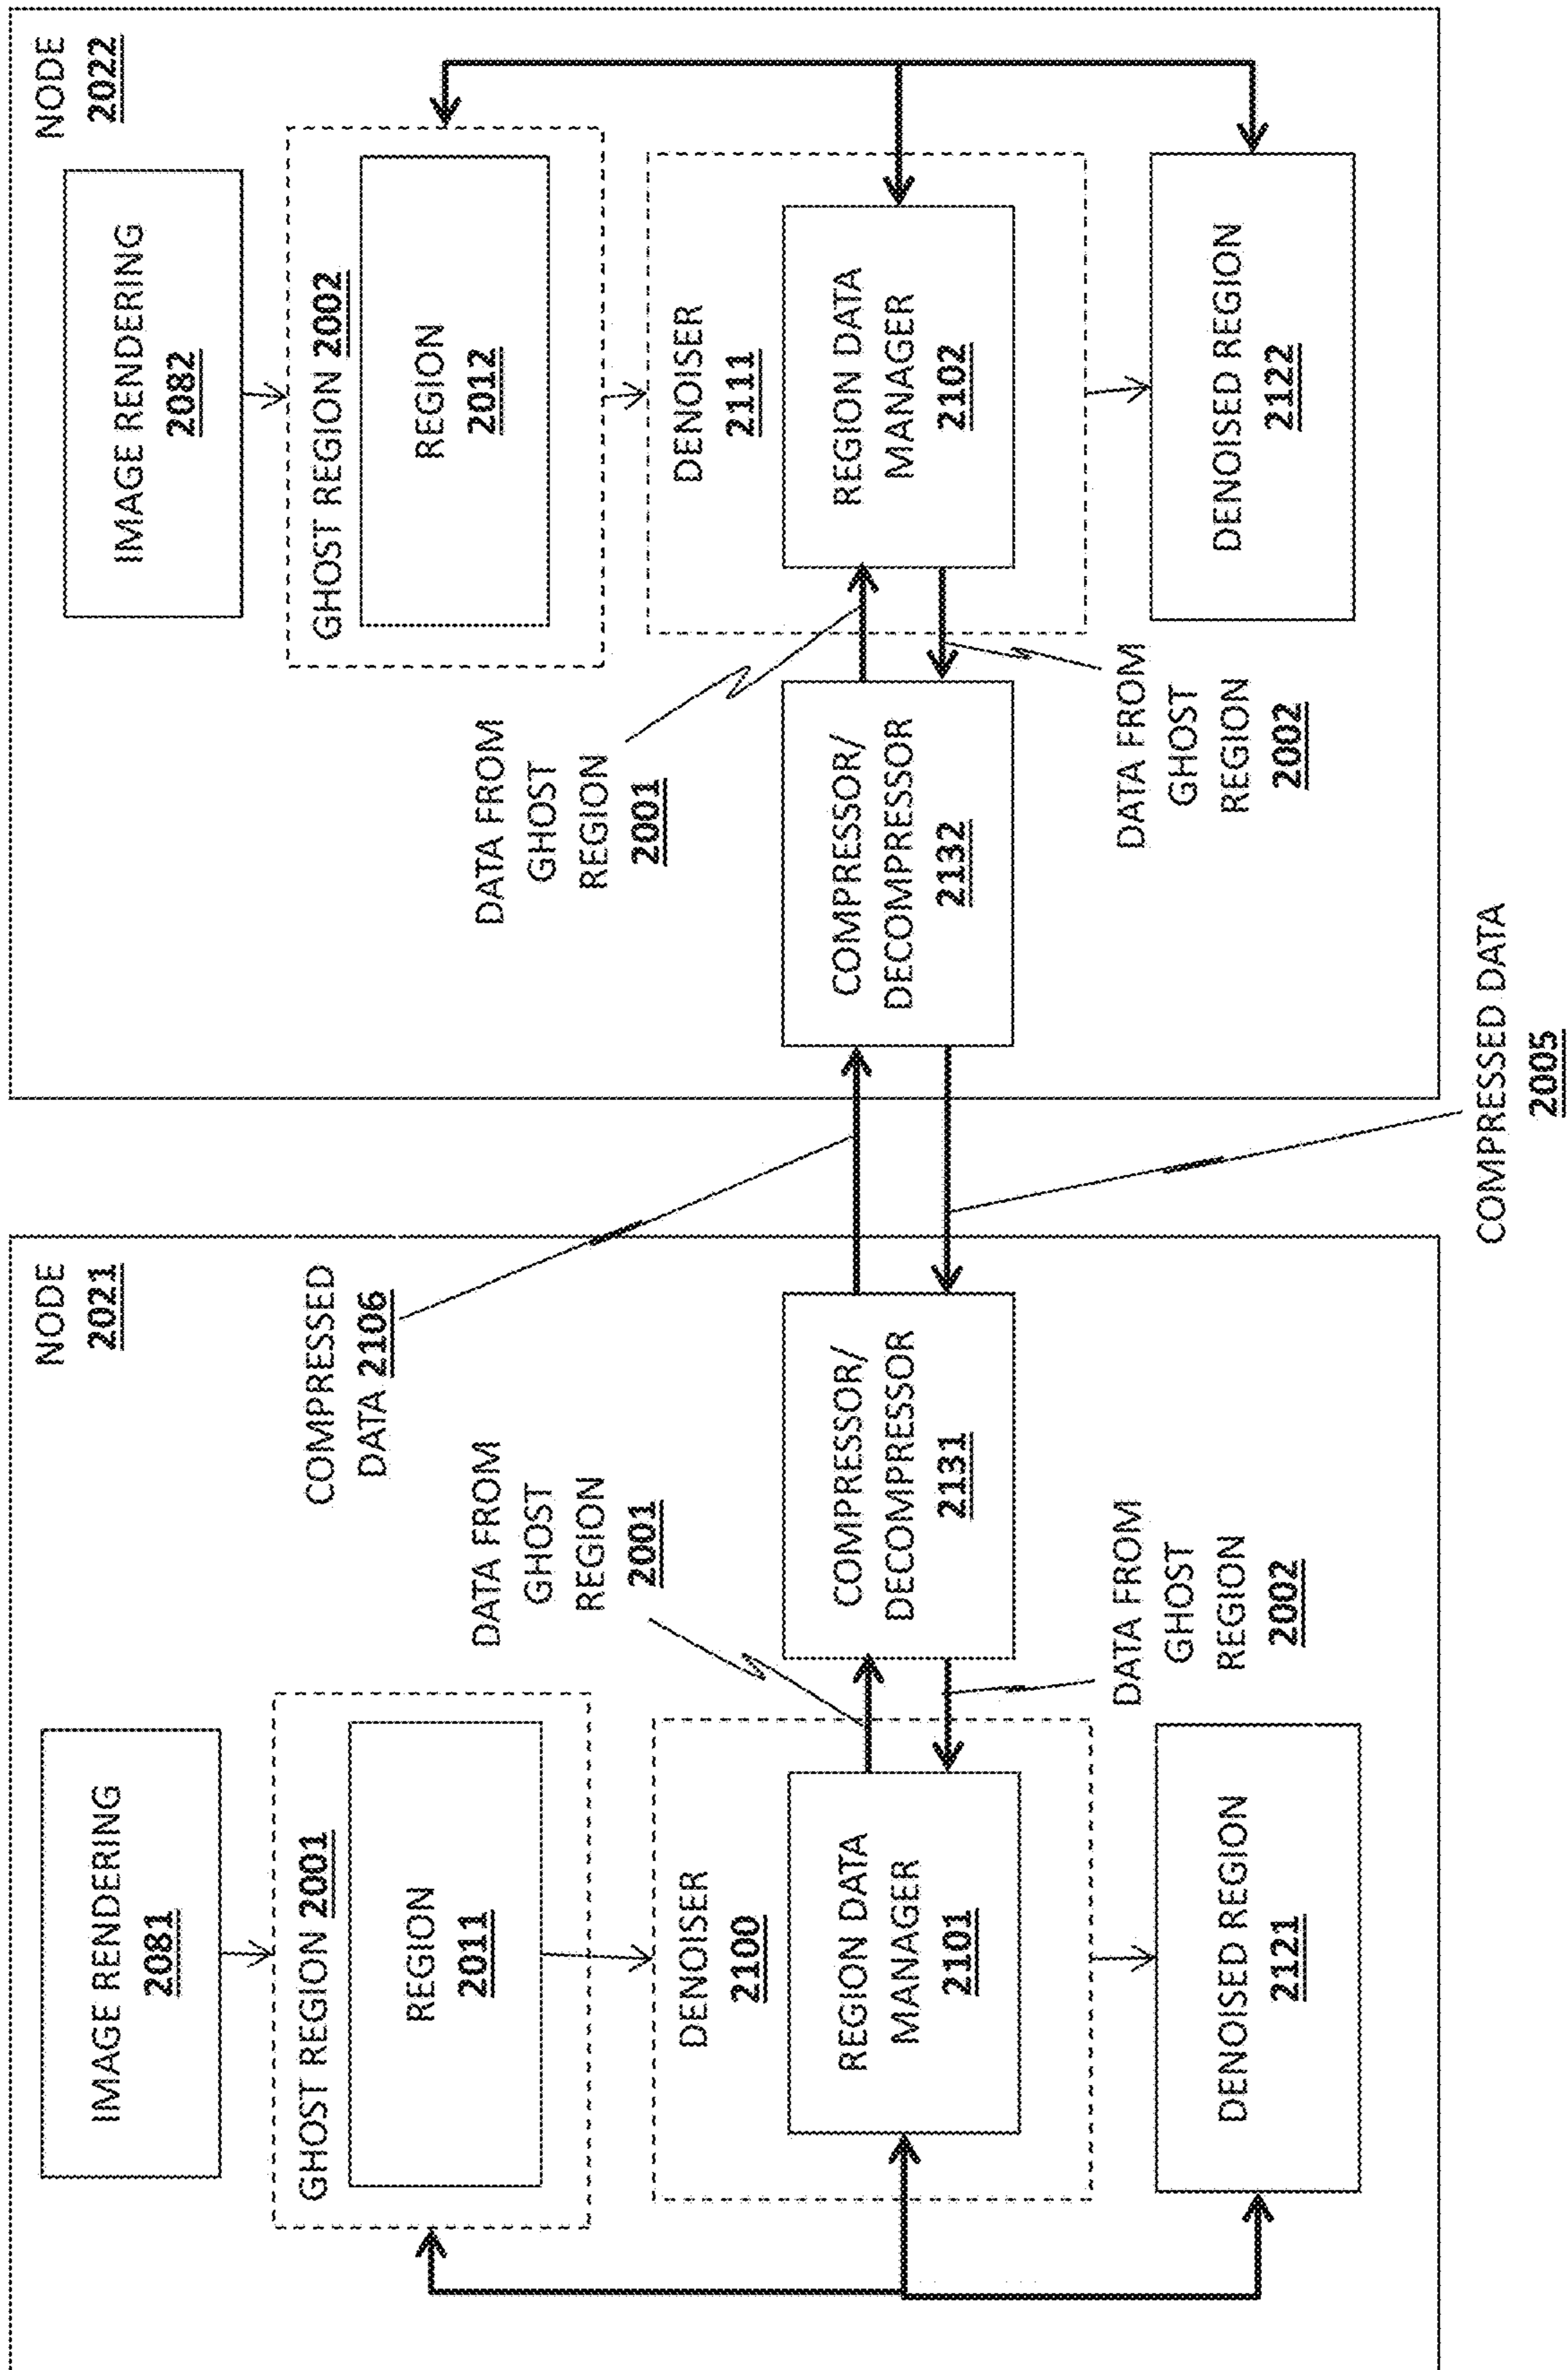 NODE
2021
IMAGE RENDERING
2081
GHOST REGION 2001
REGION
2011
DENOISER
2100
REGION DATA
MANAGER
2101
DENOISED REGION
2121
COMPRESSED
DATA 2106
DATA FROM
GHOST
REGION
2001
COMPRESSOR/
DECOMPRESSOR
2131
DATA FROM
GHOST
REGION
2002
COMPRESSED DATA
2005
NODE
2022
IMAGE RENDERING
2082
GHOST REGION 2002
REGION
2012
DATA FROM
GHOST
REGION
2001
COMPRESSOR/
DECOMPRESSOR
2132
DENOISER
2111
REGION DATA
MANAGER
2102
DATA FROM
GHOST
REGION
2002
DENOISED REGION
2122